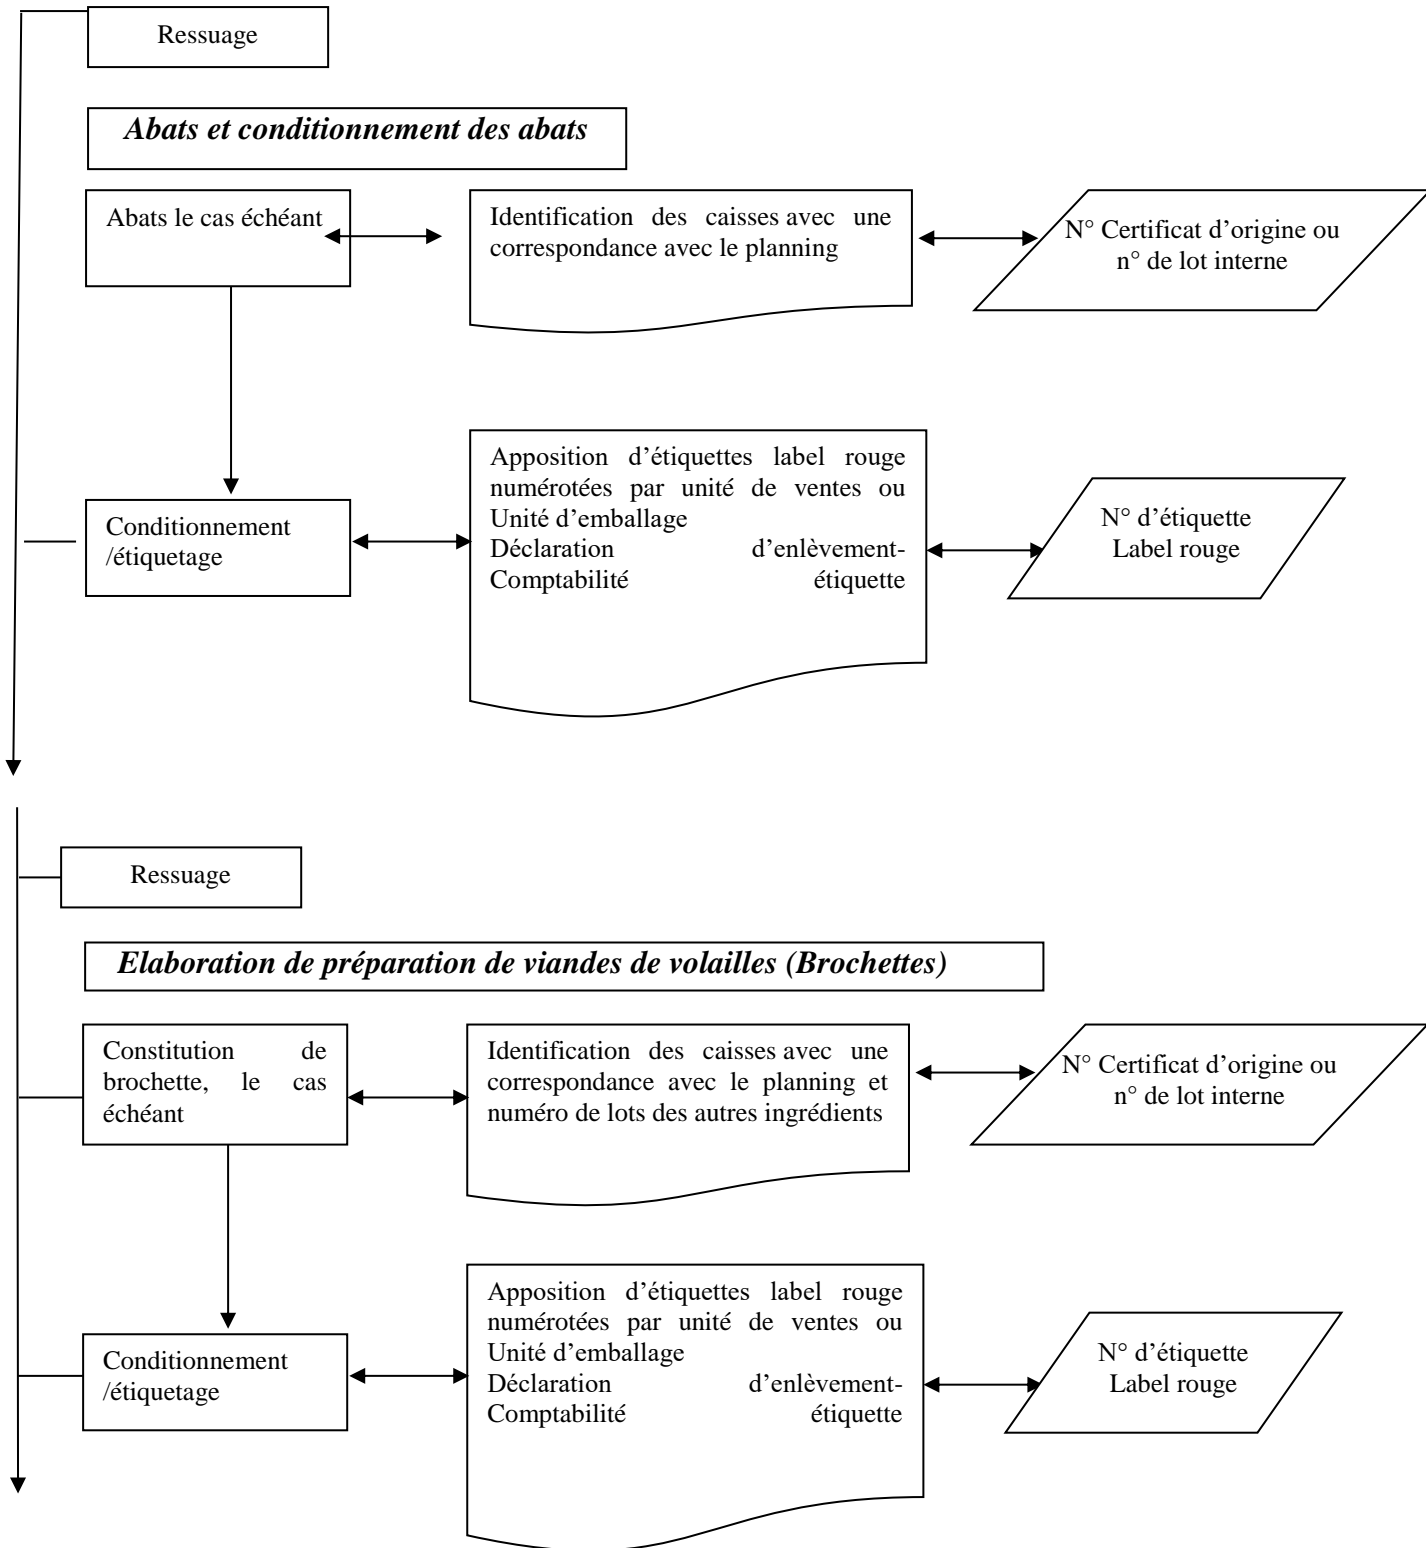 Ressuage
Abats et conditionnement des abats
Abats le cas échéant
Identification des caisses avec une
correspondance avec le planning
N° Certificat d'origine ou
n° de lot interne
Conditionnement
/étiquetage
Apposition d'étiquettes label rouge
numérotées par unité de ventes ou
Unité d'emballage
Déclaration d'enlèvement-
Comptabilité étiquette
N° d'étiquette
Label rouge
Ressuage
Elaboration de préparation de viandes de volailles (Brochettes)
Constitution de
brochette, le cas
échéant
Identification des caisses avec une
correspondance avec le planning et
numéro de lots des autres ingrédients
N° Certificat d'origine ou
n° de lot interne
Conditionnement
/étiquetage
Apposition d'étiquettes label rouge
numérotées par unité de ventes ou
Unité d'emballage
Déclaration d'enlèvement-
Comptabilité étiquette
N° d'étiquette
Label rouge